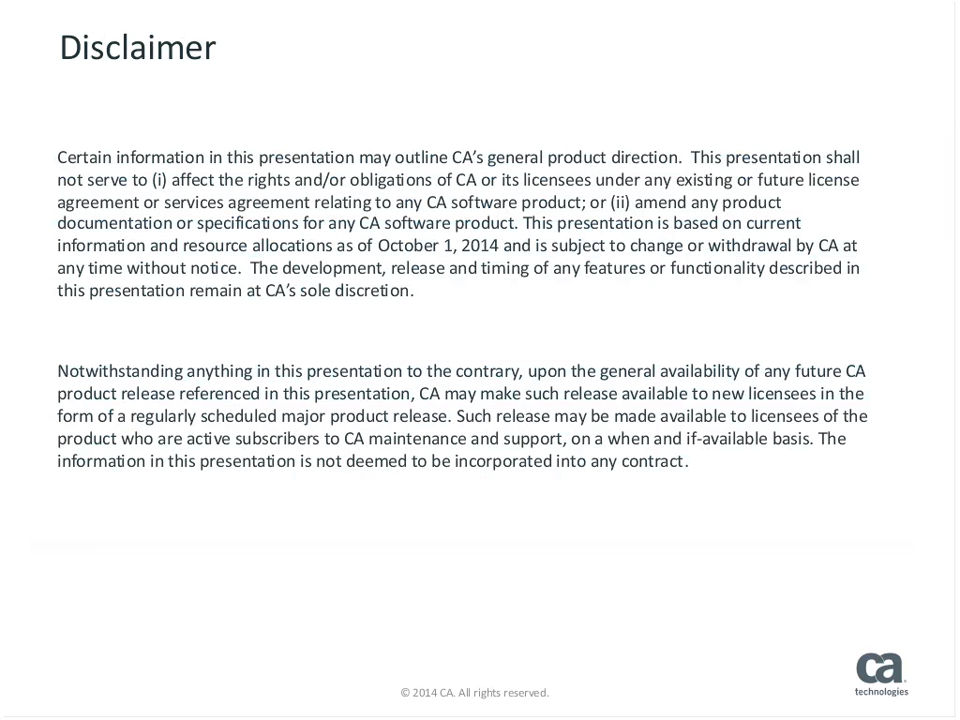 Disclaimer
Certain information in this presentation may outline CA’s general product direction.  This presentation shall
not serve to (i) affect the rights and/or obligations of CA or its licensees under any existing or future license
agreement or services agreement relating to any CA software product; or (ii) amend any product
documentation or specifications for any CA software product. This presentation is based on current
information and resource allocations as of October 1, 2014 and is subject to change or withdrawal by CA at
any time without notice.  The development, release and timing of any features or functionality described in
this presentation remain at CA’s sole discretion.
Notwithstanding anything in this presentation to the contrary, upon the general availability of any future CA
product release referenced in this presentation, CA may make such release available to new licensees in the
form of a regularly scheduled major product release. Such release may be made available to licensees of the
product who are active subscribers to CA maintenance and support, on a when and if-available basis. The
information in this presentation is not deemed to be incorporated into any contract.
© 2014 CA. All rights reserved.
ca
technologies